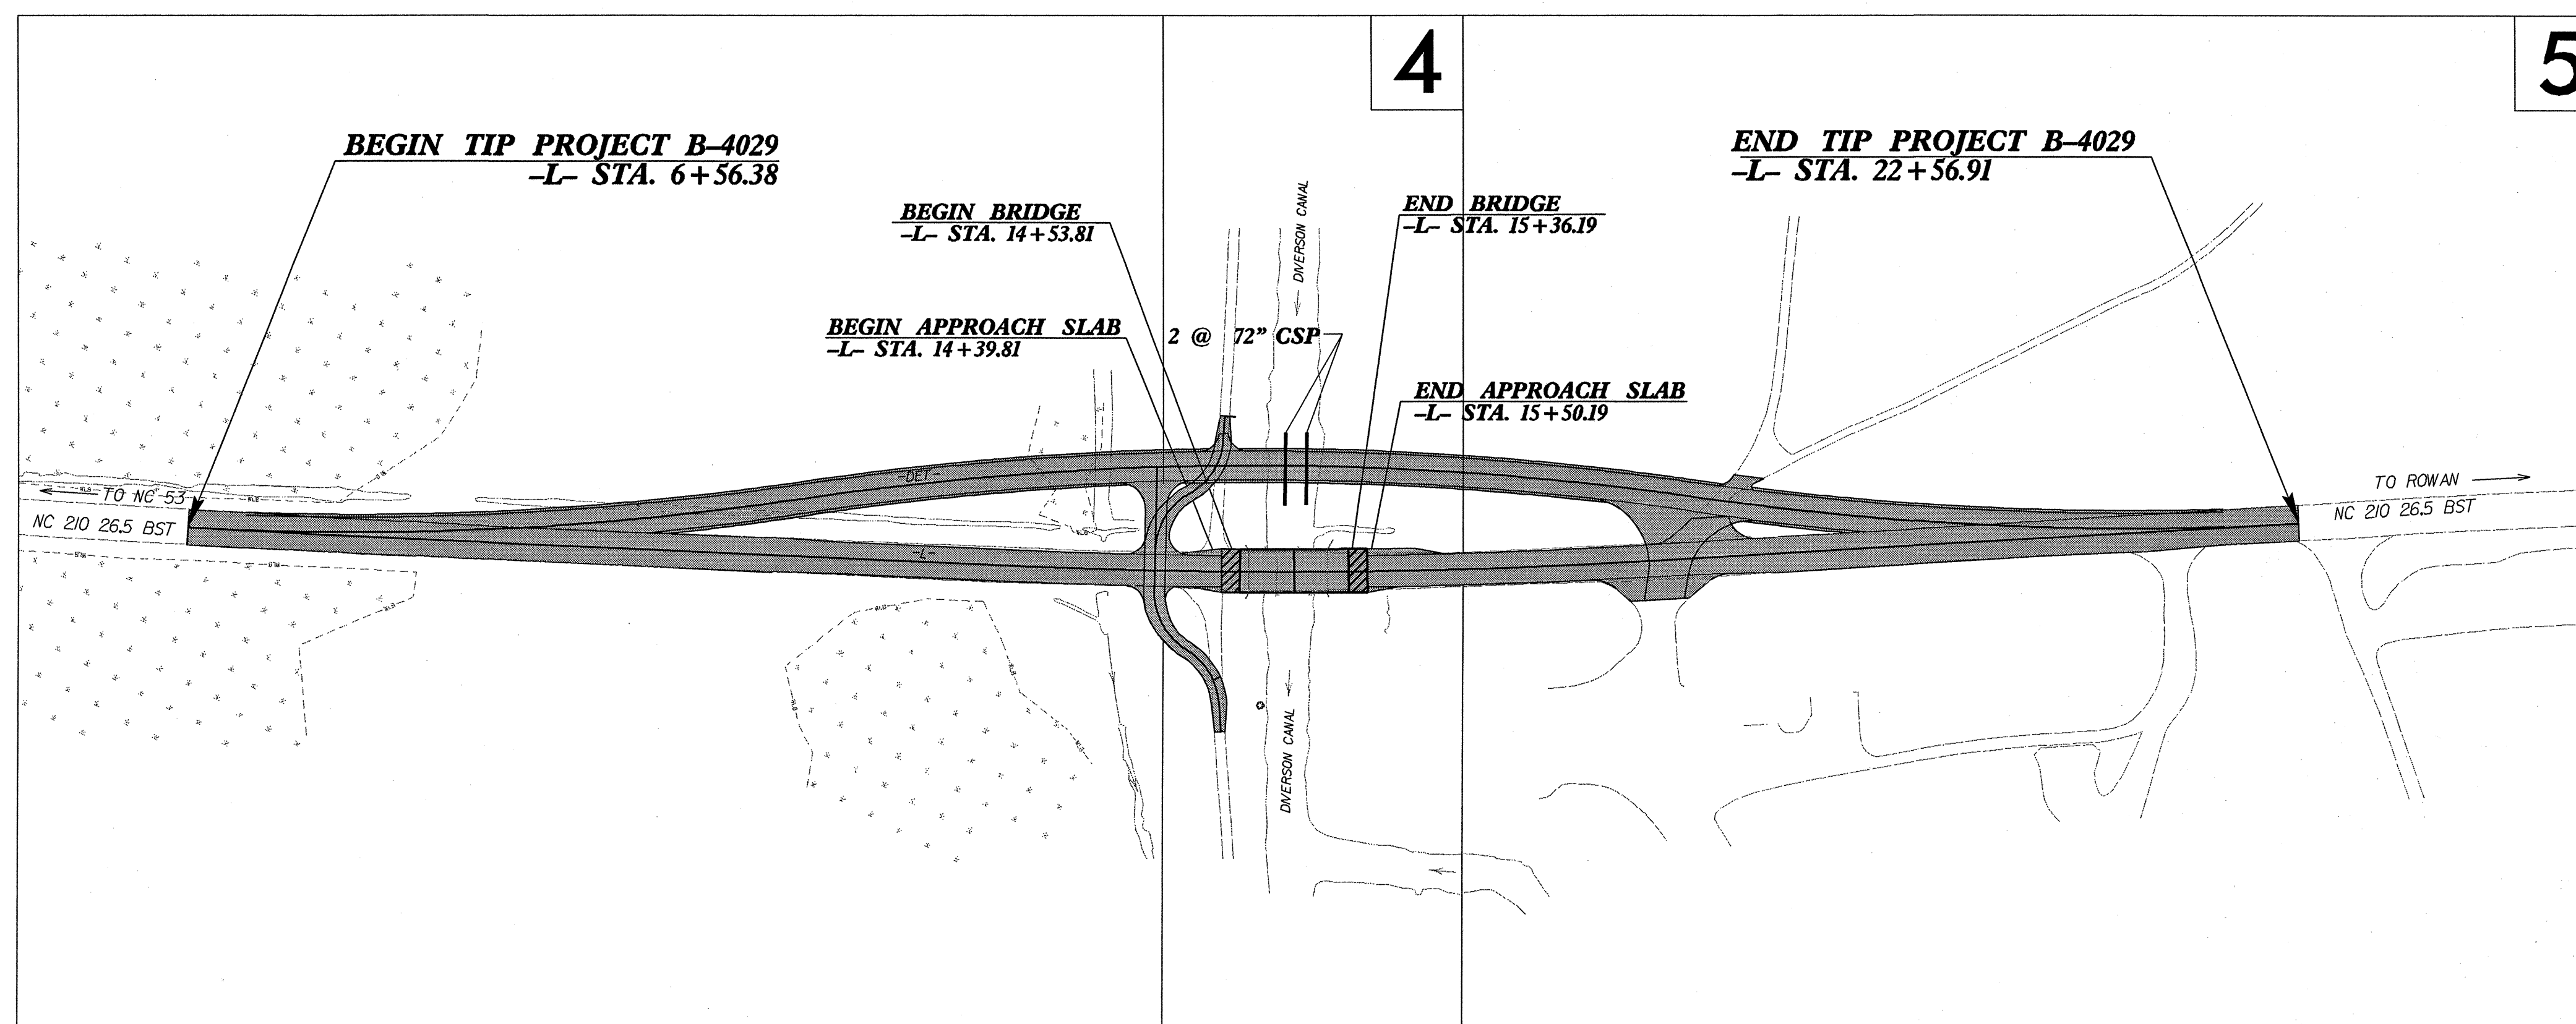 4
5
BEGIN TIP PROJECT B–4029
–L– STA. 6+56.38
END TIP PROJECT B–4029
–L– STA. 22+56.91
BEGIN BRIDGE
–L– STA. 14+53.81
END BRIDGE
–L– STA. 15+36.19
DIVERSON CANAL
BEGIN APPROACH SLAB
–L– STA. 14+39.81
2 @ 72" CSP
END APPROACH SLAB
–L– STA. 15+50.19
-DET-
TO NC 53
NC 210 26.5 BST
TO ROWAN
NC 210 26.5 BST
-L-
DIVERSON CANAL